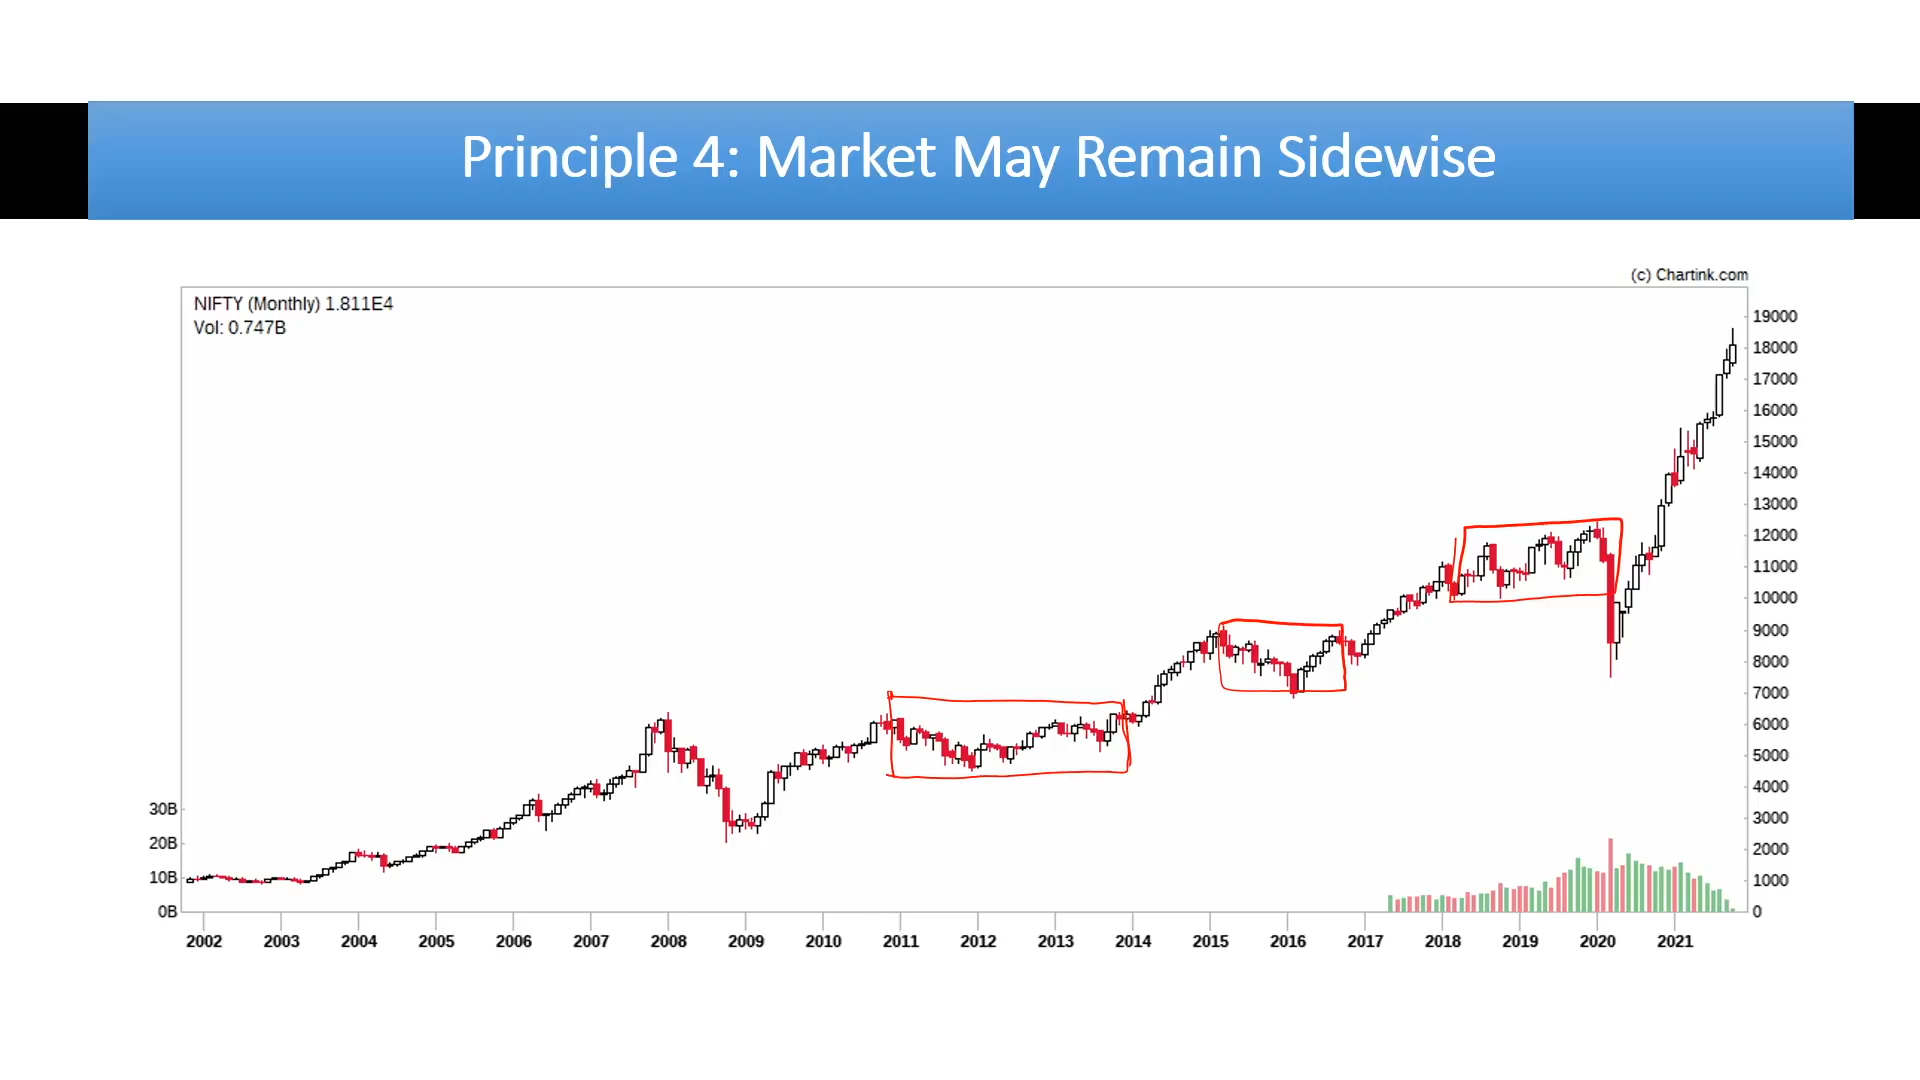 Principle 4: Market May Remain Sidewise
(c) Chartink.com
NIFTY (Monthly) 1.811E4
Vol: 0.747B
19000
18000
17000
16000
15000
14000
13000
12000
11000
10000
9000
8000
7000
6000
5000
4000
3000
2000
1000
0
30B
20B
10B
0B
2002 2003 2004 2005 2006 2007 2008 2009 2010 2011 2012 2013 2014 2015 2016 2017 2018 2019 2020 2021